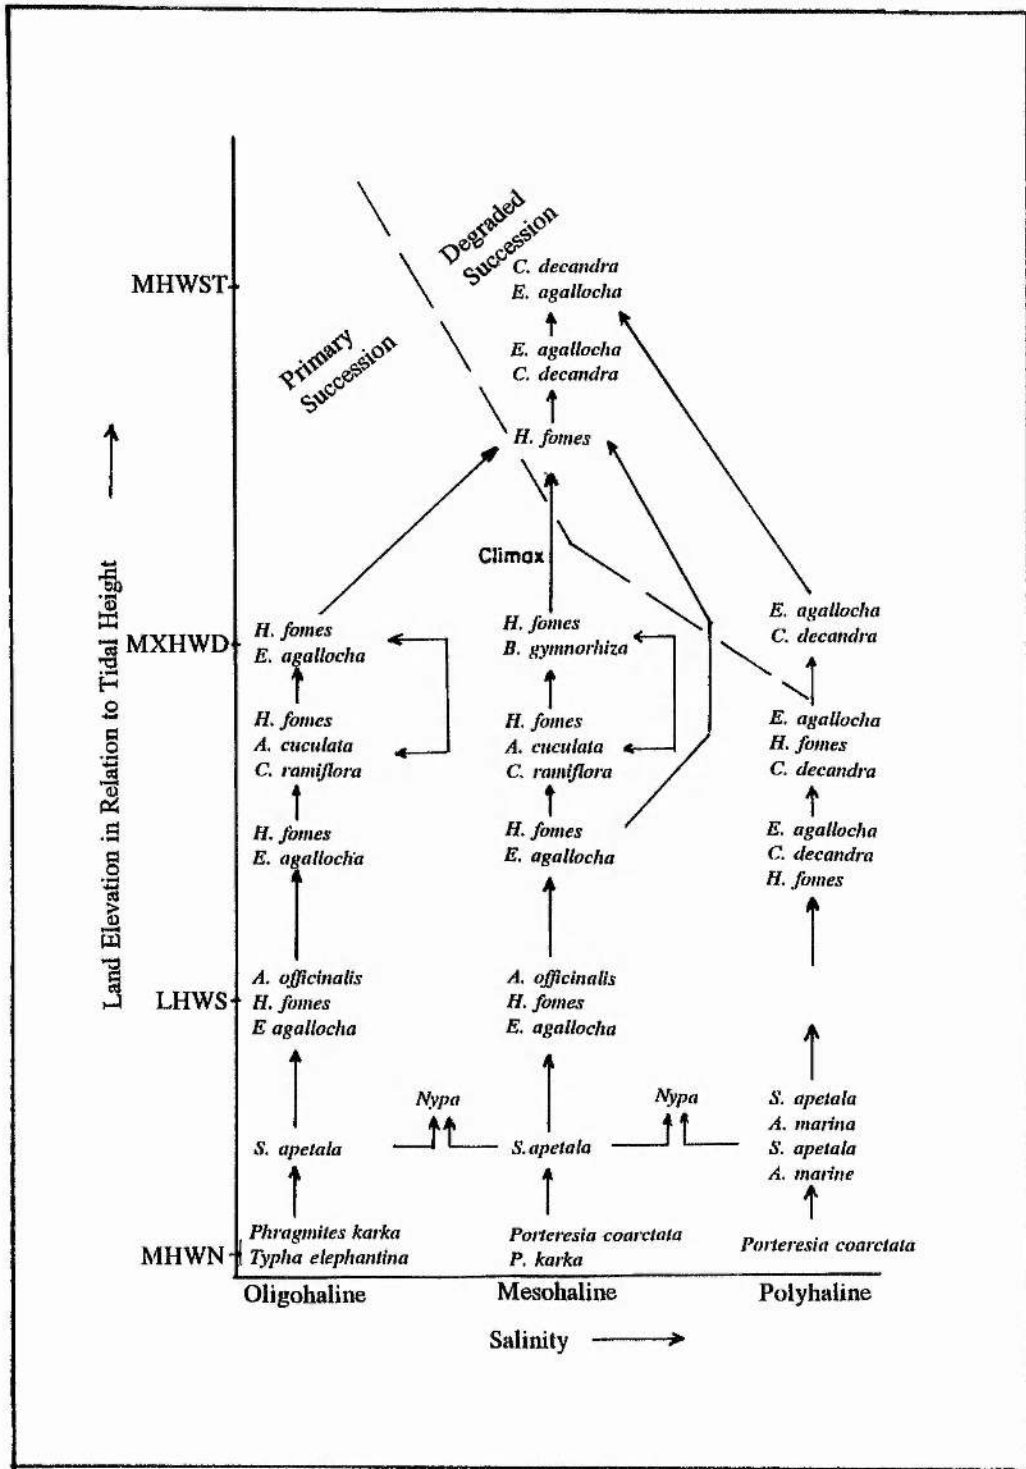 Degraded
Succession
C. decandra
E. agallocha
MHWST
Primary
Succession
E. agallocha
C. decandra
H. fomes
Climax
Land Elevation in Relation to Tidal Height
MXHWD
H. fomes
E. agallocha
H. fomes
B. gymnorhiza
E. agallocha
C. decandra
H. fomes
A. cuculata
C. ramiflora
H. fomes
A. cuculata
C. ramiflora
E. agallocha
H. fomes
C. decandra
H. fomes
E. agallocha
H. fomes
E. agallocha
E. agallocha
C. decandra
H. fomes
LHWS
A. officinalis
H. fomes
E agallocha
A. officinalis
H. fomes
E. agallocha
Nypa
Nypa
S. apetala
S. apetala
S. apetala
A. marina
S. apetala
A. marine
MHWN
Phragmites karka
Typha elephantina
Porteresia coarctata
P. karka
Porteresia coarctata
Oligohaline
Mesohaline
Polyhaline
Salinity